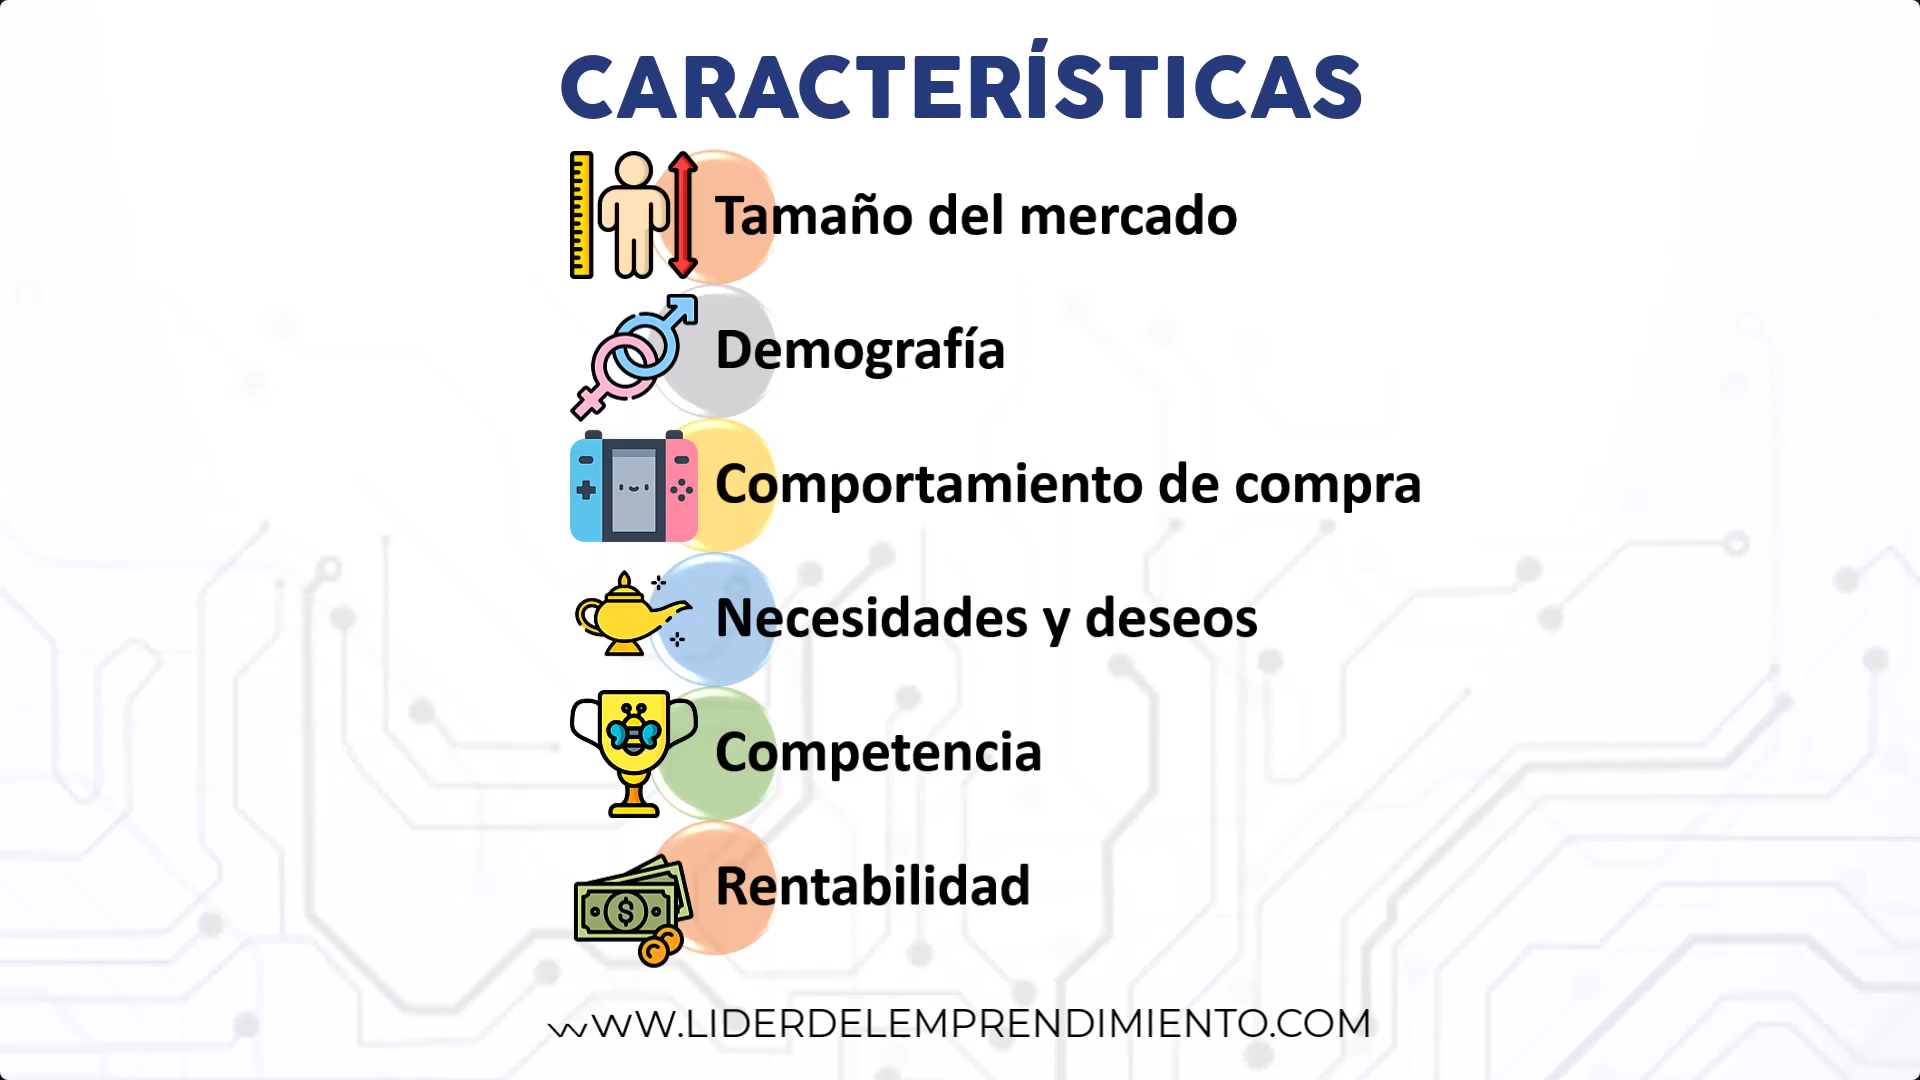 CARACTERÍSTICAS
Tamaño del mercado
Demografía
Comportamiento de compra
Necesidades y deseos
Competencia
Rentabilidad
WWW.LIDERDELEMPRENDIMIENTO.COM